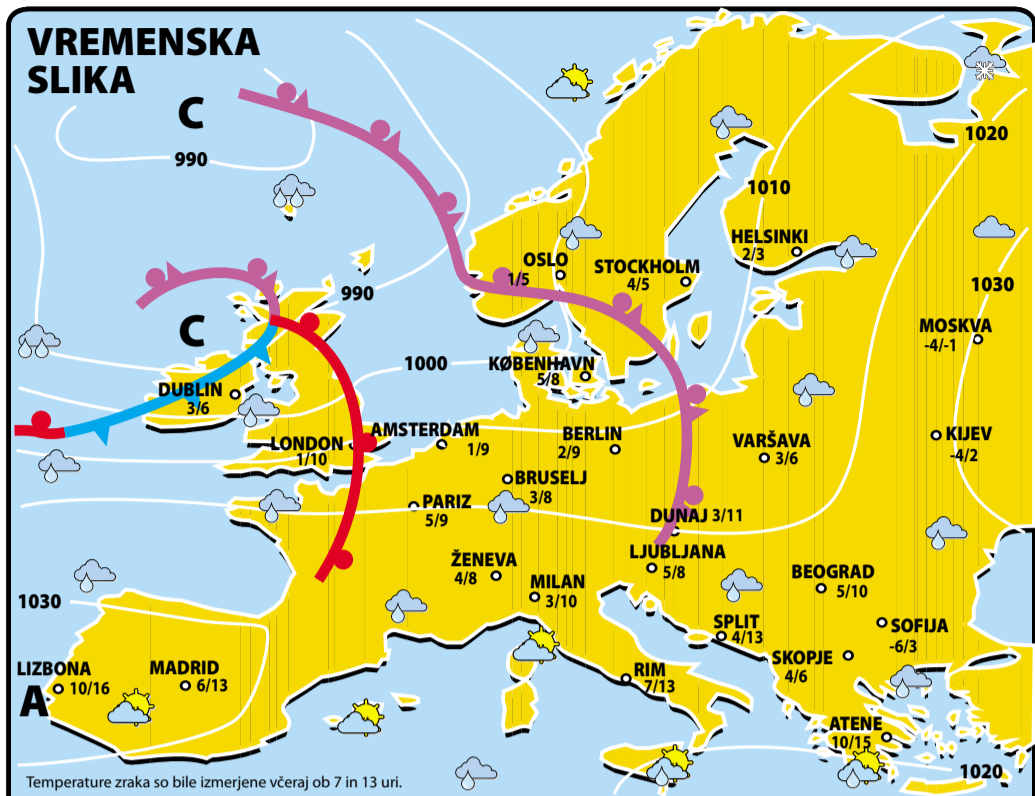 VREMENSKA
SLIKA
C
990
1020
1010
HELSINKI
2/3
OSLO
1/5
STOCKHOLM
4/5
990
1030
C
MOSKVA
-4/-1
1000
KØBENHAVN
5/8
DUBLIN
3/6
LONDON
1/10
AMSTERDAM
1/9
BERLIN
2/9
VARŠAVA
3/6
KIJEV
-4/2
BRUSELJ
3/8
PARIZ
5/9
DUNAJ 3/11
LJUBLJANA
5/8
ŽENEVA
4/8
MILAN
3/10
BEOGRAD
5/10
1030
SPLIT
4/13
SOFIJA
-6/3
SKOPJE
4/6
LIZBONA
10/16
MADRID
6/13
RIM
7/13
A
ATENE
10/15
1020
Temperature zraka so bile izmerjene včeraj ob 7 in 13 uri.